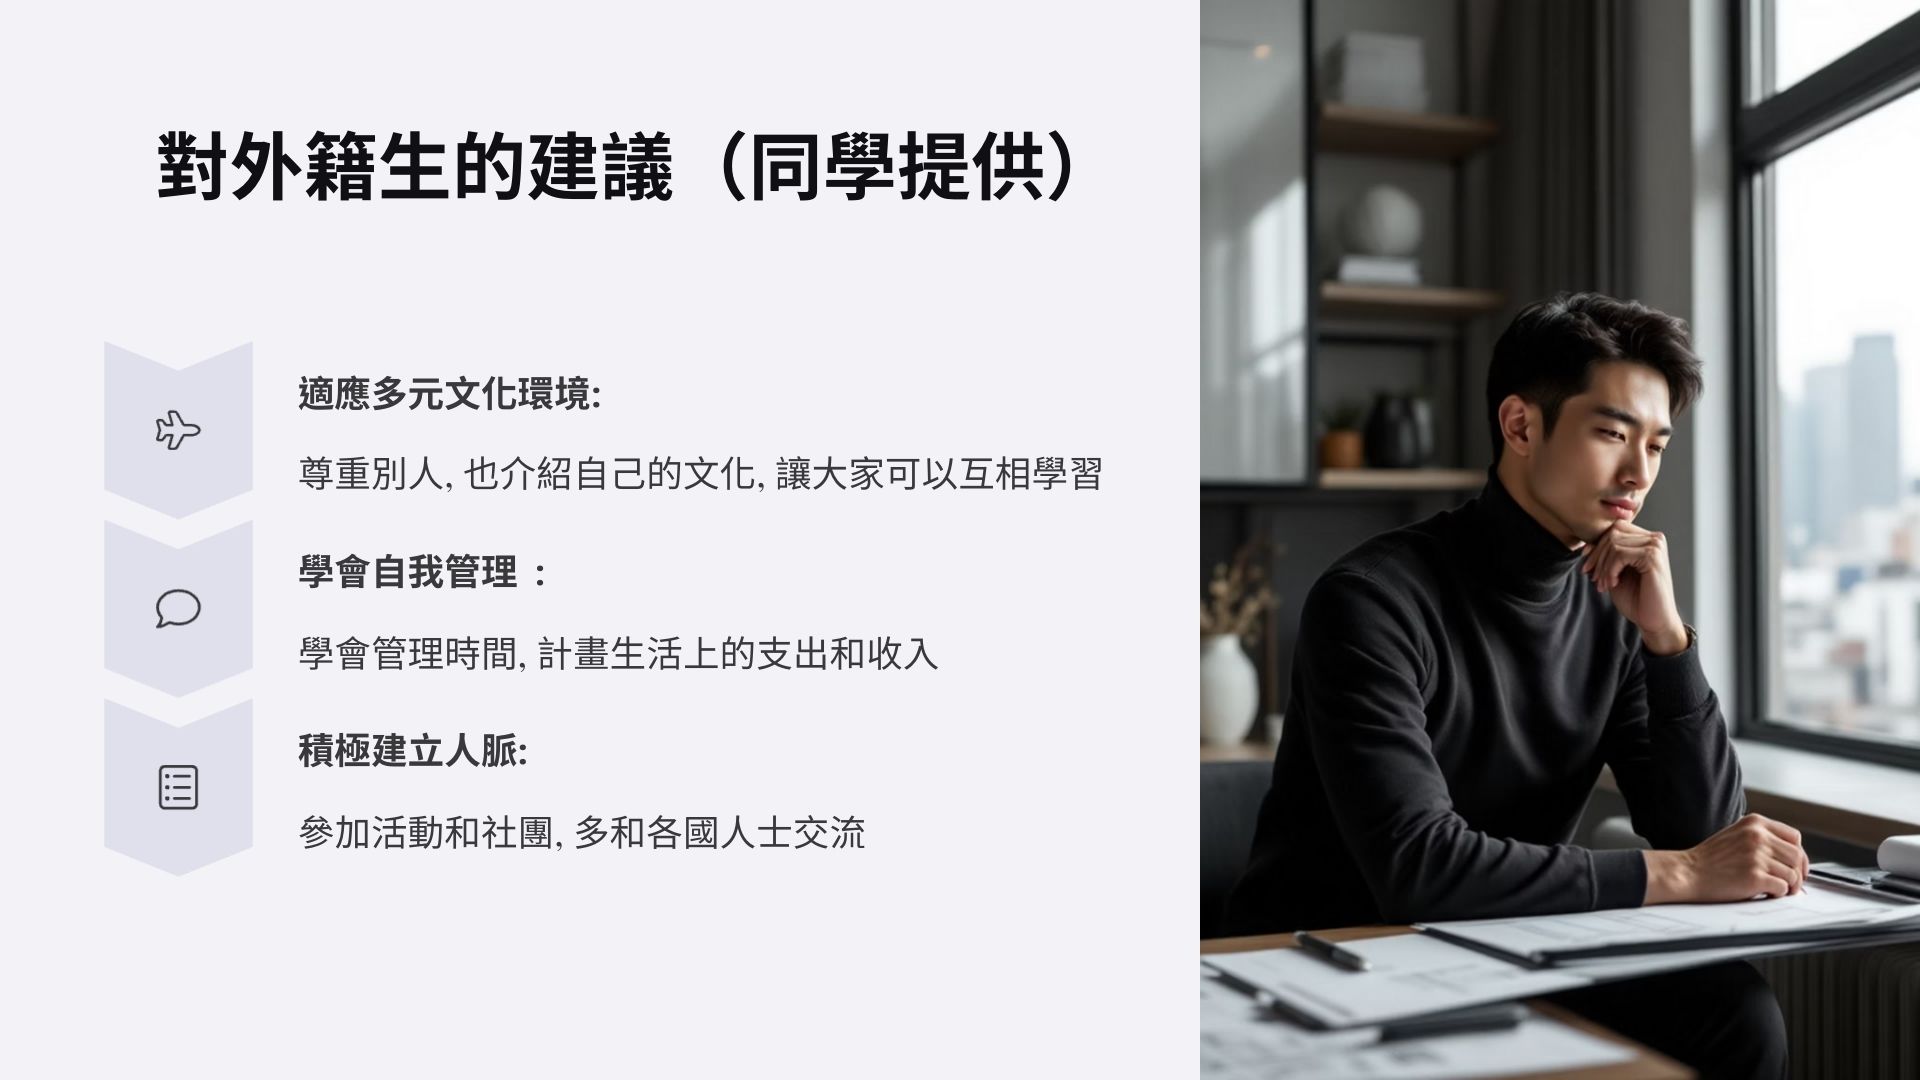 對外籍生的建議（同學提供）
適應多元文化環境:
尊重別人, 也介紹自己的文化, 讓大家可以互相學習
學會自我管理 ：
學會管理時間, 計畫生活上的支出和收入
積極建立人脈:
參加活動和社團, 多和各國人士交流